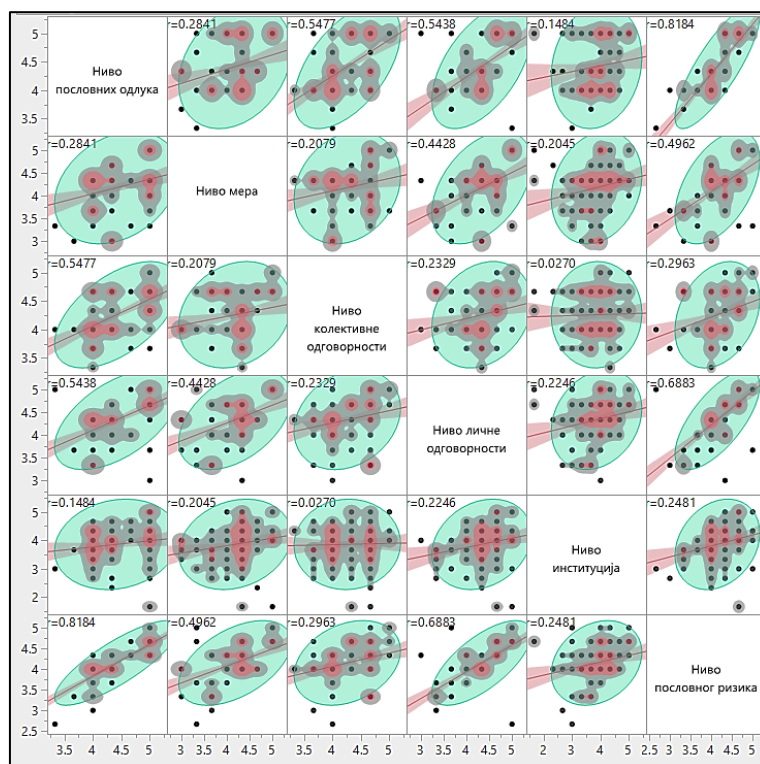 r=0.2841
r=0.5477
r=0.5438
r=0.1484
r=0.8184
5
4.5
4
3.5
Ниво
пословних одлука
r=0.2841
r=0.2079
r=0.4428
r=0.2045
r=0.4962
5
4.5
4
3.5
3
Ниво мера
r=0.5477
r=0.2079
r=0.2329
r=0.0270
r=0.2963
5
4.5
4
3.5
Ниво
колективне
одговорности
r=0.5438
r=0.4428
r=0.2329
r=0.2246
r=0.6883
5
4.5
4
3.5
3
Ниво личне
одговорности
r=0.1484
r=0.2045
r=0.0270
r=0.2246
r=0.2481
5
4
3
2
Ниво
институција
r=0.8184
r=0.4962
r=0.2963
r=0.6883
r=0.2481
5
4.5
4
3.5
3
2.5
Ниво
пословног ризика
3.5 4 4.5 5 3 3.5 4 4.5 5 3.5 4 4.5 5 3 3.5 4 4.5 5 2 3 4 5 2.5 3 3.5 4 4.5 5